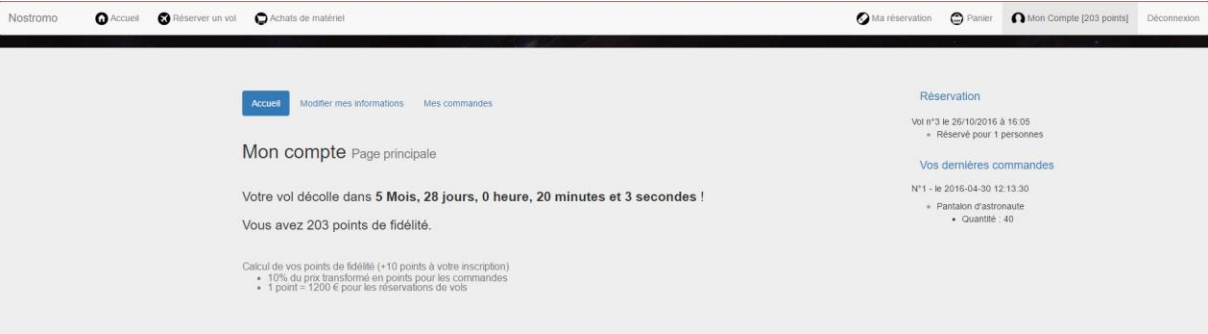 Nostromo Accueil Réserver un vol Achats de matériel Ma réservation Panier Mon Compte [203 points] Déconnexion
Accueil Modifier mes informations Mes commandes
Mon compte Page principale
Votre vol décolle dans 5 Mois, 28 jours, 0 heure, 20 minutes et 3 secondes !
Vous avez 203 points de fidélité.
Calcul de vos points de fidélité (+10 points à votre inscription)
10% du prix transformé en points pour les commandes
1 point = 1200 € pour les réservations de vols
Réservation
Vol n°3 le 26/10/2016 à 16:05
Réservé pour 1 personnes
Vos dernières commandes
N°1 - le 2016-04-30 12:13:30
Pantalon d'astronaute
Quantité : 40